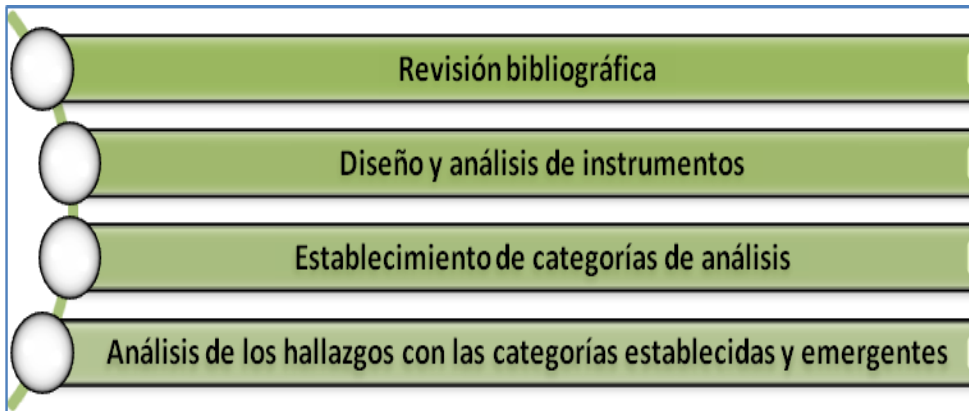 Revisión bibliográfica
Diseño y análisis de instrumentos
Establecimiento de categorías de análisis
Análisis de los hallazgos con las categorías establecidas y emergentes